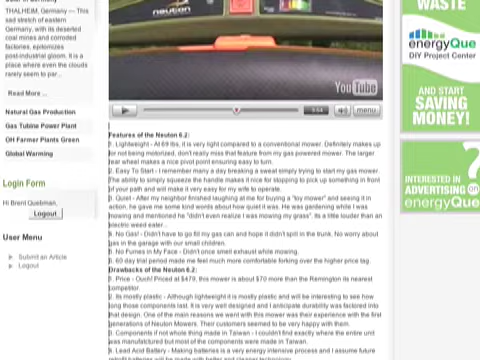 THALHEIM, Germany — This
sad stretch of eastern
Germany, with its deserted
coal mines and corroded
factories, epitomizes
post-industrial gloom. It is a
place where even the clouds
rarely seem to par...
Read More ...
Natural Gas Production
Gas Turbine Power Plant
OH Farmer Plants Green
Global Warming
Login Form
Hi Brent Quebman,
Logout
User Menu
Submit an Article
Logout
neuton
YouTube
menu
Features of the Neuton 6.2:
1. Lightweight - At 69 lbs, it is very light compared to a conventional mower. Definitely makes up
for not being motorized, don't really miss that feature from my gas powered mower. The larger
rear wheel makes a nice pivot point ensuring easy to turn.
2. Easy To Start - I remember many a day breaking a sweat simply trying to start my gas mower.
The ability to simply squeeze the handle makes it nice for stopping to pick up something in front
of your path and will make it very easy for my wife to operate.
3. Quiet - After my neighbor finished laughing at me for buying a "toy mower" and seeing it in
action, he gave me some kind words about how quiet it was. He was gardening while I was
mowing and mentioned he "didn't even realize I was mowing my grass". Its a little louder than an
electric weed eater.
4. No Gas! - Didn't have to go fill my gas can and hope it didn't spill in the trunk. No worry about
gas in the garage with our small children.
5. No Fumes in My Face - Didn't once smell exhaust while mowing.
6. 60 day trial period made me feel much more comfortable forking over the higher price tag.
Drawbacks of the Neuton 6.2:
1. Price - Ouch! Priced at $479, this mower is about $70 more than the Remington its nearest
competitor.
2. Its mostly plastic - Although lightweight it is mostly plastic and will be interesting to see how
long those components last. It is very well designed and I anticipate durability was factored into
that design. One of the main reasons we went with this mower was their experience with the first
generations of Neuton Mowers. Their customers seemed to be very happy with them.
3. Components if not whole thing made in Taiwan - I couldn't find exactly where the entire unit
was manufatctured but most of the components were made in Taiwan.
4. Lead Acid Battery - Making batteries is a very energy intensive process and I assume future
WASTE
energyQue
DIY Project Center
AND START
SAVING
MONEY!
INTERESTED IN
ADVERTISING on
energyQue
?